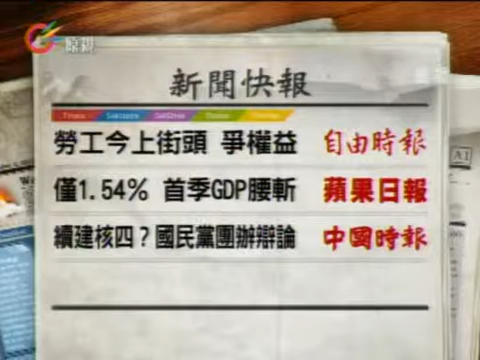 原視
新聞快報
勞工今上街頭 爭權益 自由時報
僅1.54% 首季GDP腰斬 蘋果日報
續建核四？國民黨團辦辯論 中國時報